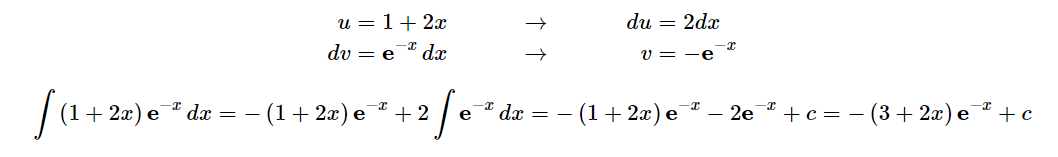 u = 1 + 2x → du = 2dx
dv = e^{-x} dx → v = -e^{-x}
∫ (1 + 2x) e^{-x} dx = - (1 + 2x) e^{-x} + 2 ∫ e^{-x} dx = - (1 + 2x) e^{-x} - 2e^{-x} + c = - (3 + 2x) e^{-x} + c